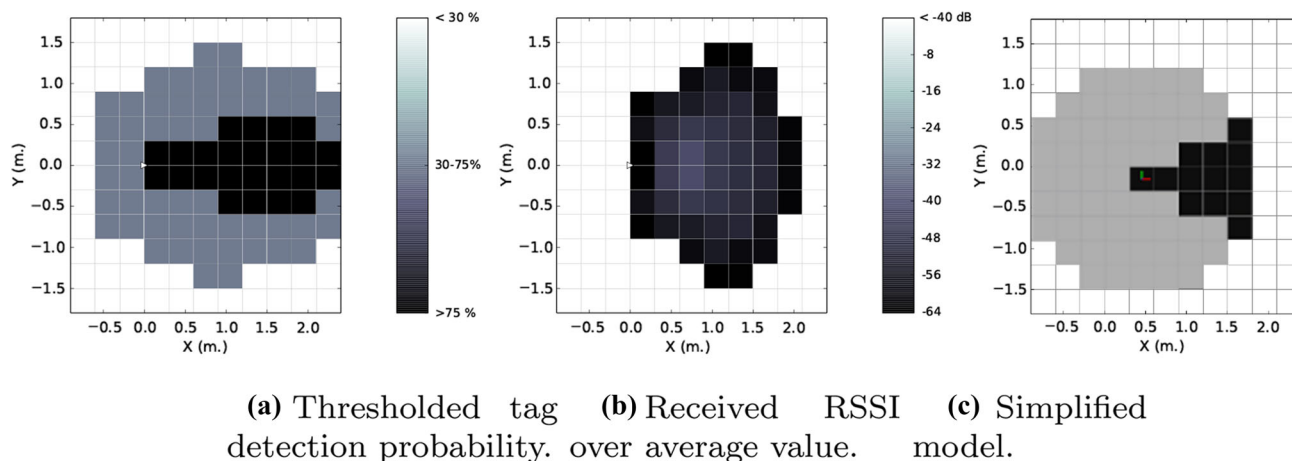 1.5
1.0
0.5
0.0
−0.5
−1.0
−1.5
Y (m.)
−0.5 0.0 0.5 1.0 1.5 2.0
X (m.)
< 30 %
30-75%
>75 %
1.5
1.0
0.5
0.0
−0.5
−1.0
−1.5
Y (m.)
−0.5 0.0 0.5 1.0 1.5 2.0
X (m.)
< -40 dB
-8
-16
-24
-32
-40
-48
-56
-64
1.5
1.0
0.5
0.0
−0.5
−1.0
−1.5
Y (m.)
−0.5 0.0 0.5 1.0 1.5 2.0
X (m.)
(a) Thresholded tag
detection probability.
(b) Received RSSI
over average value.
(c) Simplified
model.